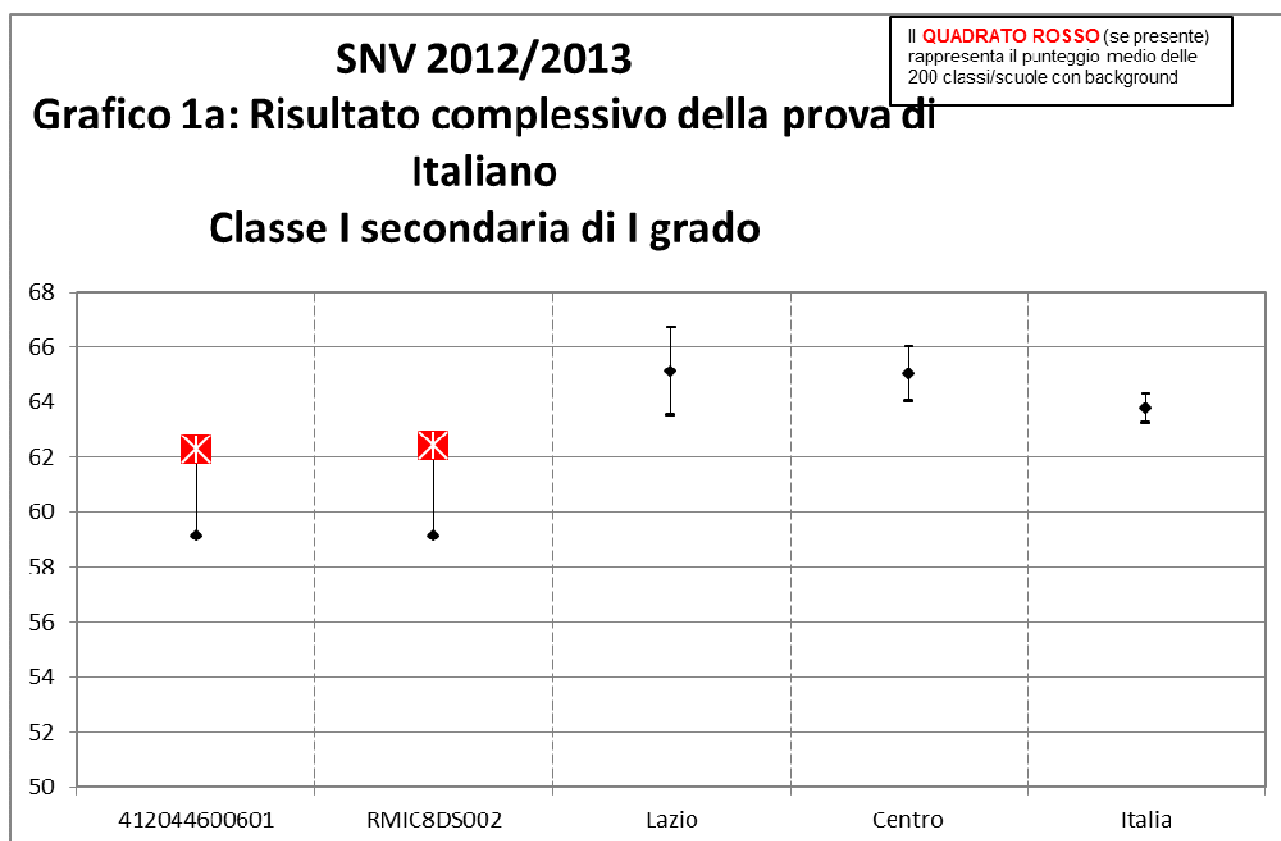 SNV 2012/2013
Grafico 1a: Risultato complessivo della prova di
Italiano
Classe I secondaria di I grado
Il QUADRATO ROSSO (se presente)
rappresenta il punteggio medio delle
200 classi/scuole con background
68
66
64
62
60
58
56
54
52
50
412044600601 RMIC8DS002 Lazio Centro Italia